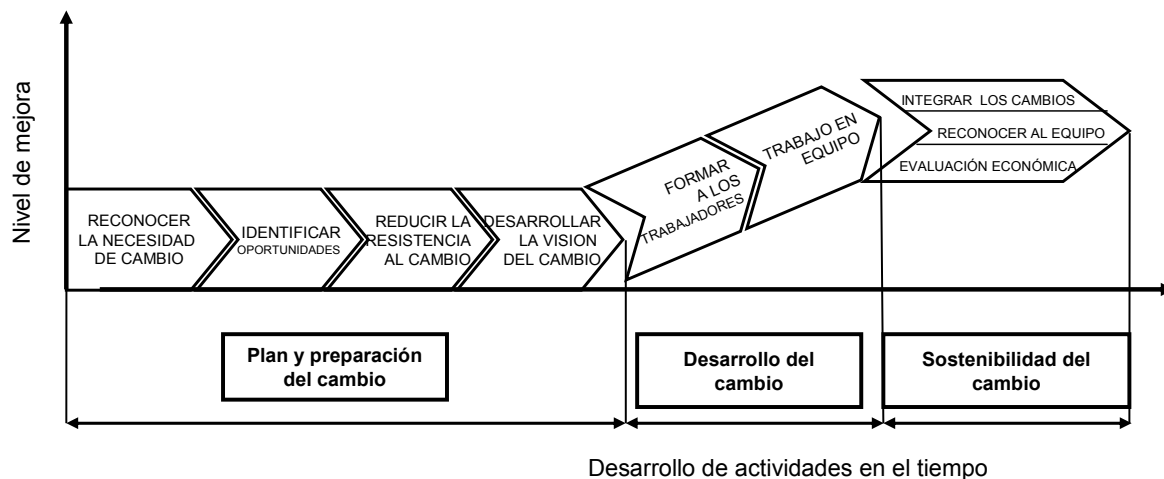 Nivel de mejora
RECONOCER
LA NECESIDAD
DE CAMBIO
IDENTIFICAR
OPORTUNIDADES
REDUCIR LA
RESISTENCIA
AL CAMBIO
DESARROLLAR
LA VISION
DEL CAMBIO
FORMAR
A LOS
TRABAJADORES
TRABAJO EN
EQUIPO
INTEGRAR LOS CAMBIOS
RECONOCER AL EQUIPO
EVALUACIÓN ECONÓMICA
Plan y preparación
del cambio
Desarrollo del
cambio
Sostenibilidad del
cambio
Desarrollo de actividades en el tiempo